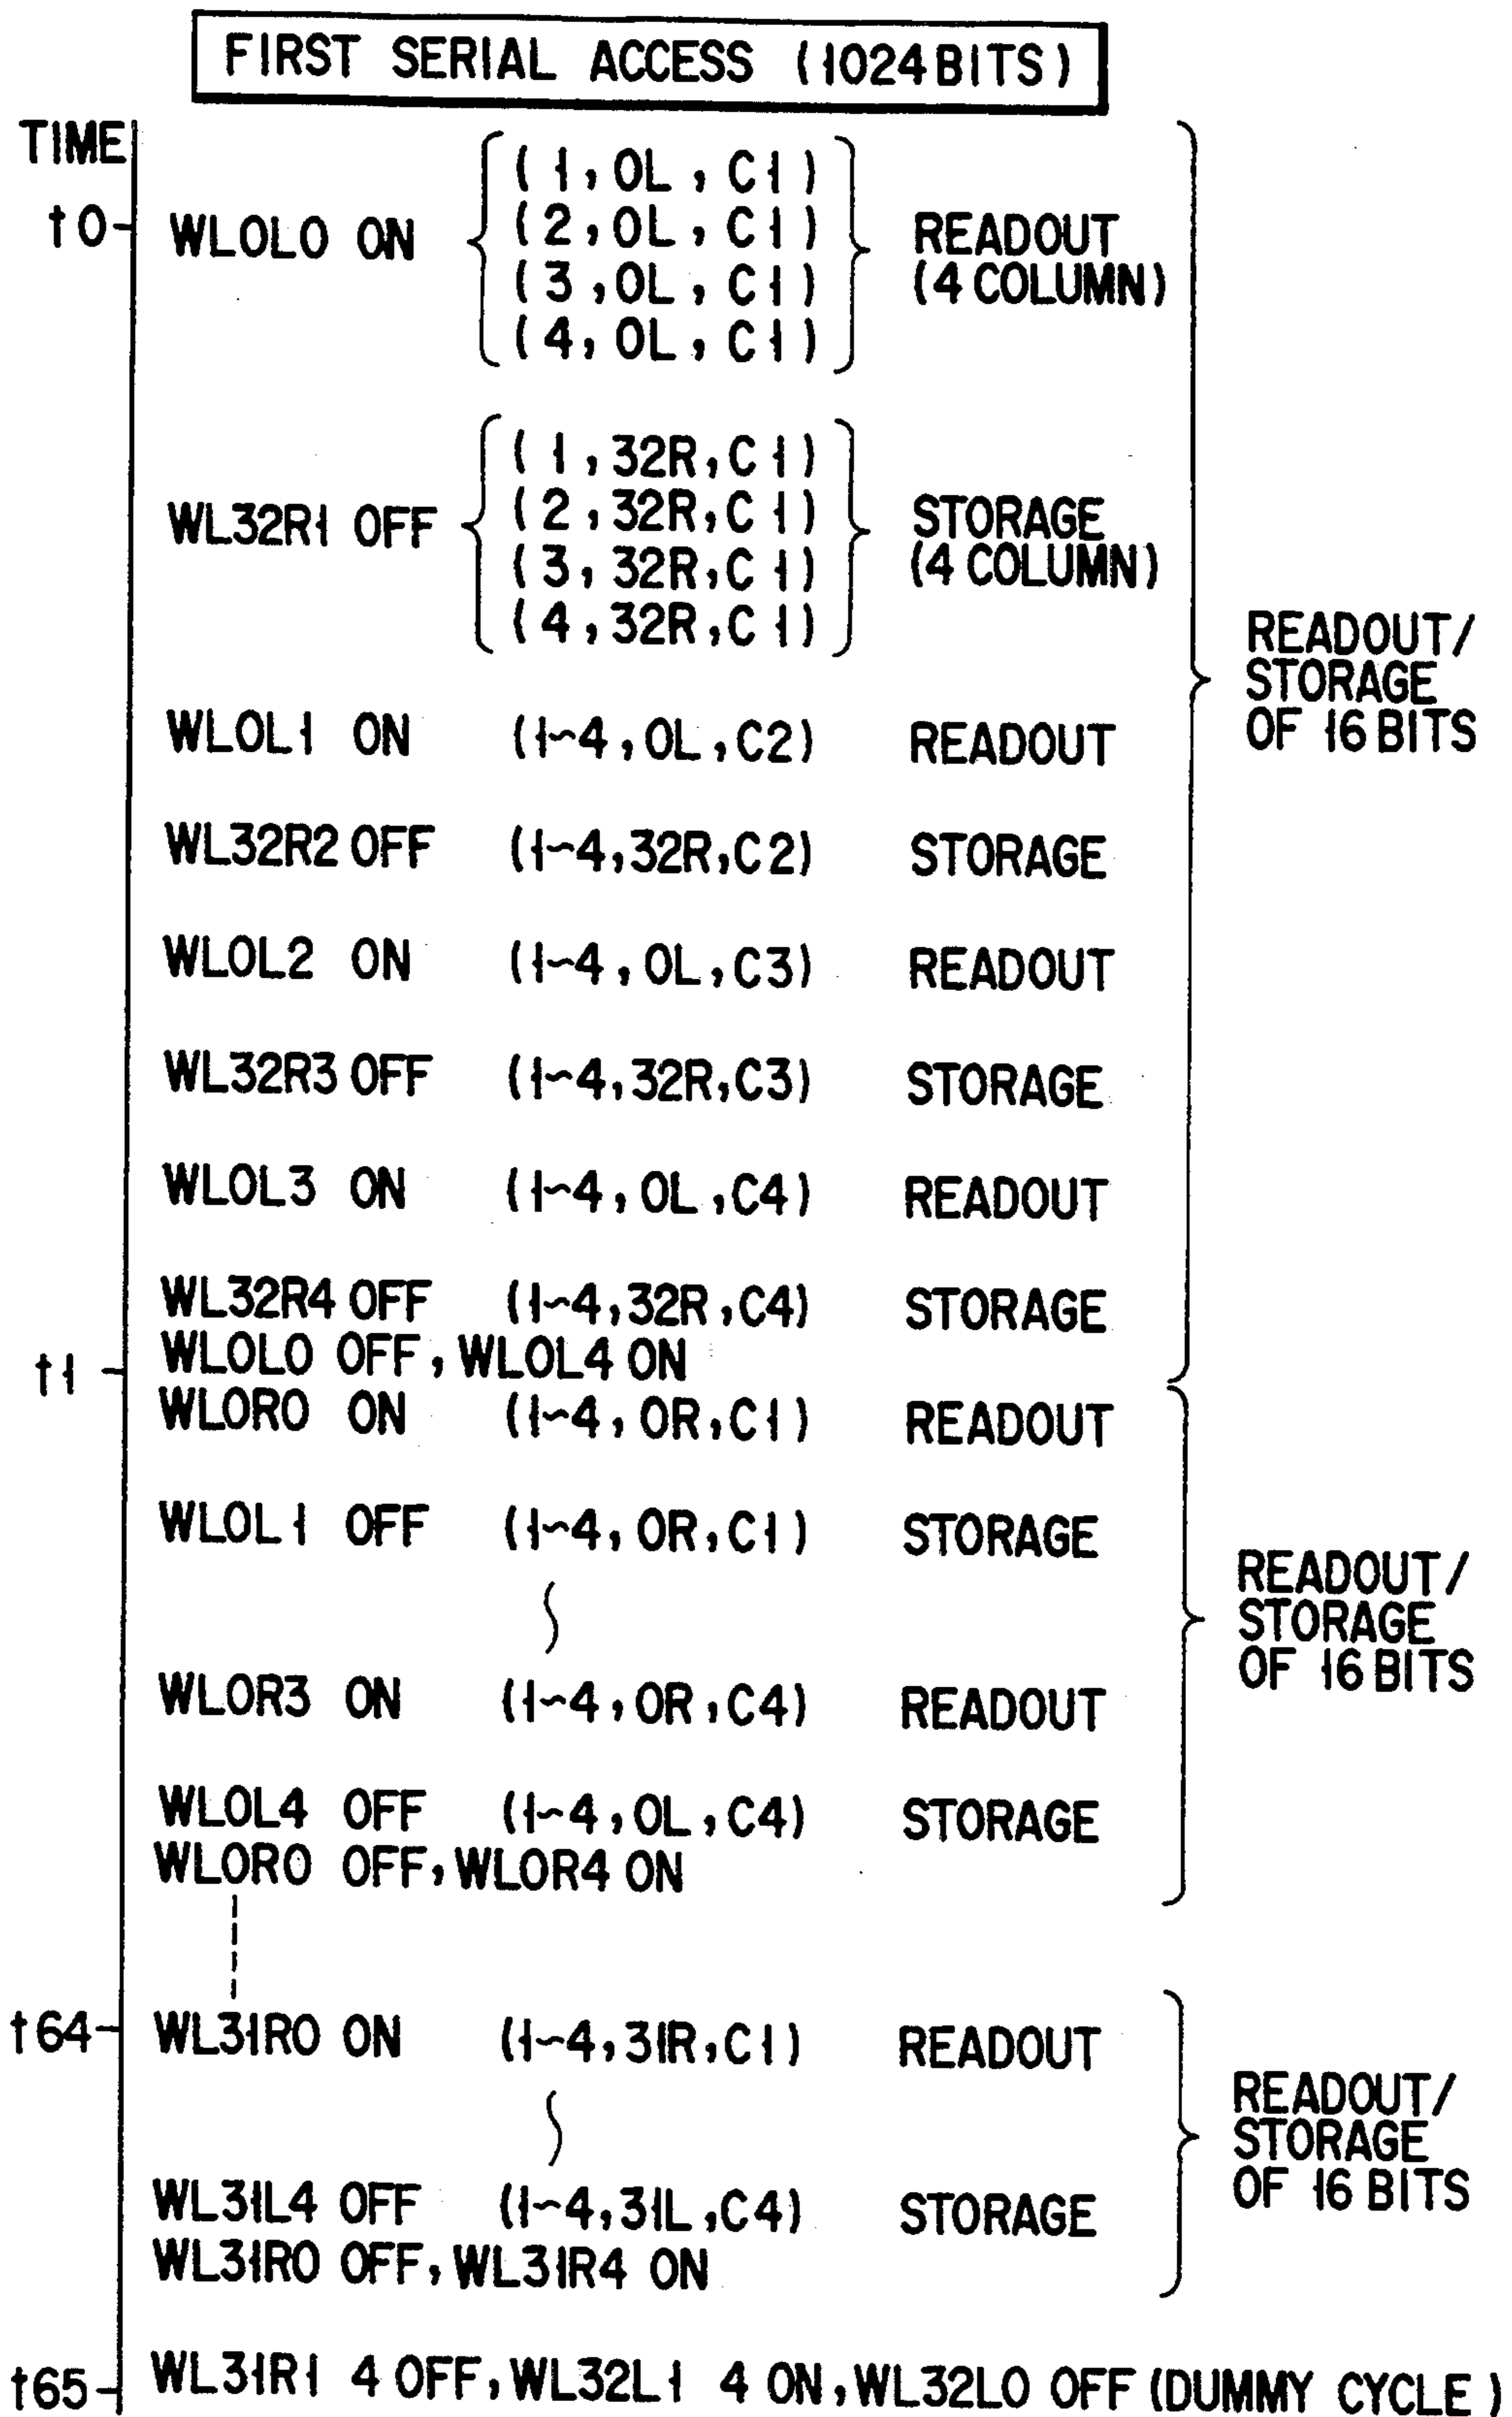 FIRST SERIAL ACCESS (1024BITS)
TIME
t0
WL0L0 ON
(1,0L,C1)
(2,0L,C1)
(3,0L,C1)
(4,0L,C1)
READOUT
(4 COLUMN)
WL32R1 OFF
(1,32R,C1)
(2,32R,C1)
(3,32R,C1)
(4,32R,C1)
STORAGE
(4 COLUMN)
WL0L1 ON (1~4,0L,C2) READOUT
WL32R2 OFF (1~4,32R,C2) STORAGE
WL0L2 ON (1~4,0L,C3) READOUT
WL32R3 OFF (1~4,32R,C3) STORAGE
WL0L3 ON (1~4,0L,C4) READOUT
WL32R4 OFF (1~4,32R,C4) STORAGE
WL0L0 OFF, WL0L4 ON
READOUT/
STORAGE
OF 16 BITS
t1
WL0R0 ON (1~4,0R,C1) READOUT
WL0L1 OFF (1~4,0R,C1) STORAGE
WL0R3 ON (1~4,0R,C4) READOUT
WL0L4 OFF (1~4,0L,C4) STORAGE
WL0R0 OFF, WL0R4 ON
READOUT/
STORAGE
OF 16 BITS
t64
WL31R0 ON (1~4,31R,C1) READOUT
WL31L4 OFF (1~4,31L,C4) STORAGE
WL31R0 OFF, WL31R4 ON
READOUT/
STORAGE
OF 16 BITS
t65
WL31R1 4 OFF, WL32L1 4 ON, WL32L0 OFF (DUMMY CYCLE)